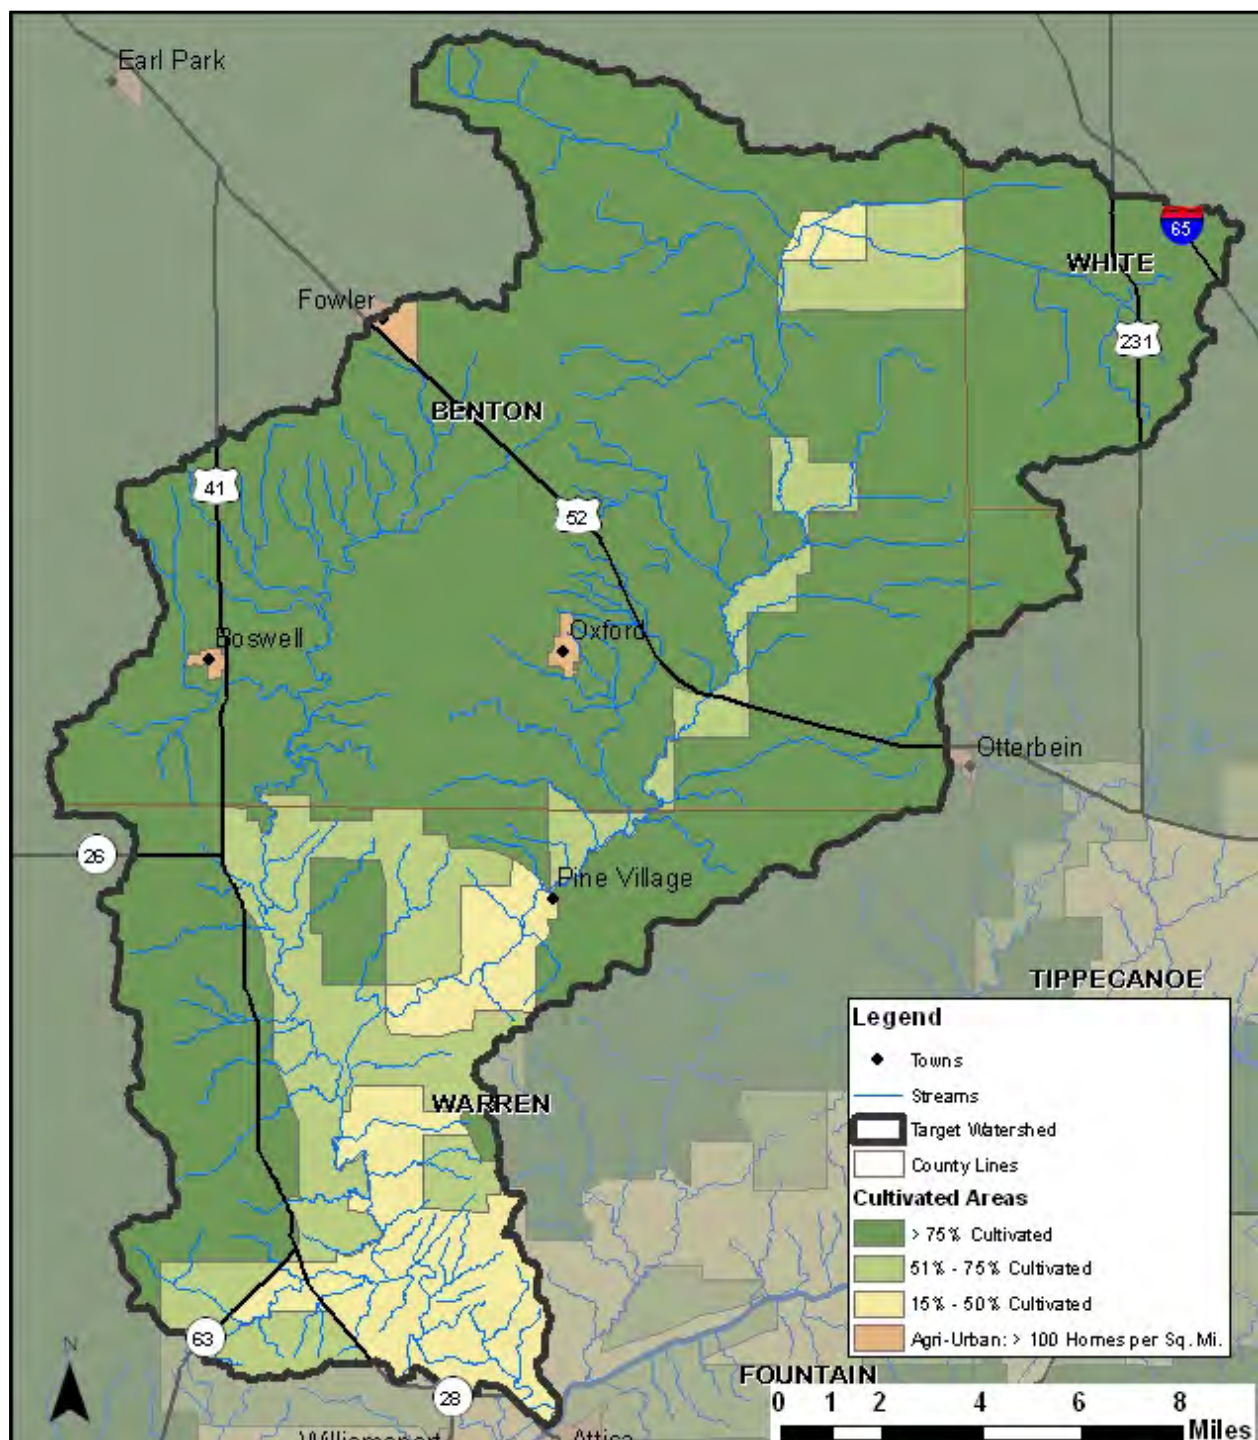 Earl Park
65
WHITE
Fowler
231
BENTON
41
52
Boswell
Oxford
Otterbein
26
Pine Village
TIPPECANOE
Legend
Towns
Streams
WARREN
Target Watershed
County Lines
Cultivated Areas
> 75% Cultivated
51% - 75% Cultivated
15% - 50% Cultivated
Agri-Urban: > 100 Homes per Sq. Mi.
63
N
FOUNTAIN
28
0 1 2 4 6 8
Miles
Williamsport
Attica